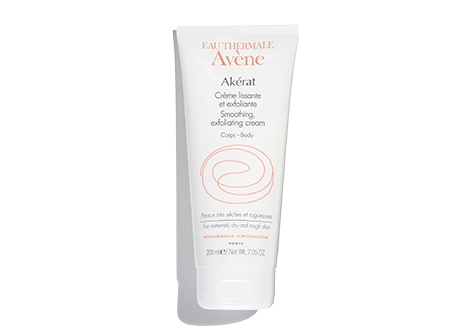 EAU THERMALE
Avène
Akérat
Crème lissante
et exfoliante
Smoothing,
exfoliating cream
Corps - Body
Peaux très sèches et rugueuses
For extremely dry and rough skin
PARIS
200 ml ℮ / Net WT. 7.05 OZ